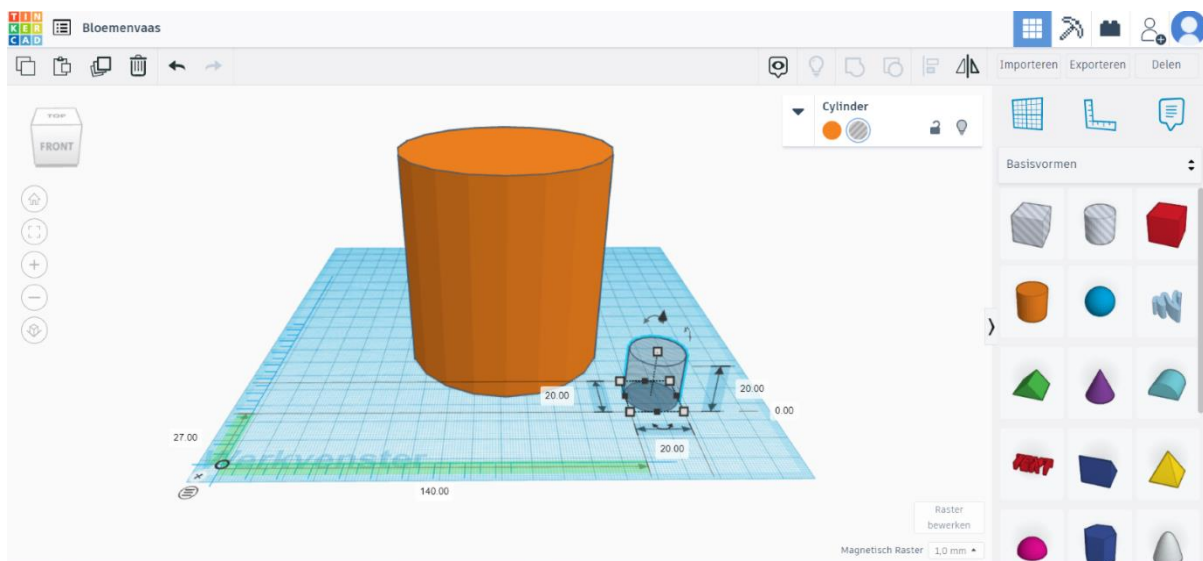 TIN
KER
CAD
Bloemenvaas
Importeren Exporteren Delen
TOP
FRONT
Cylinder
Basisvormen
20.00
20.00
0.00
27.00
20.00
Werkvenster
140.00
TEKT
Raster
bewerken
Magnetisch Raster 1,0 mm